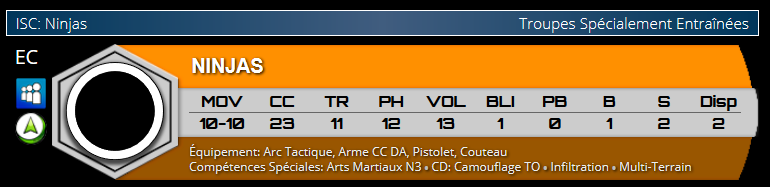 ISC: Ninjas Troupes Spécialement Entraînées
EC
NINJAS
MOV CC TR PH VOL BLI PB B S Disp
10-10 23 11 12 13 1 0 1 2 2
Équipement: Arc Tactique, Arme CC DA, Pistolet, Couteau
Compétences Spéciales: Arts Martiaux N3 • CD: Camouflage TO • Infiltration • Multi-Terrain